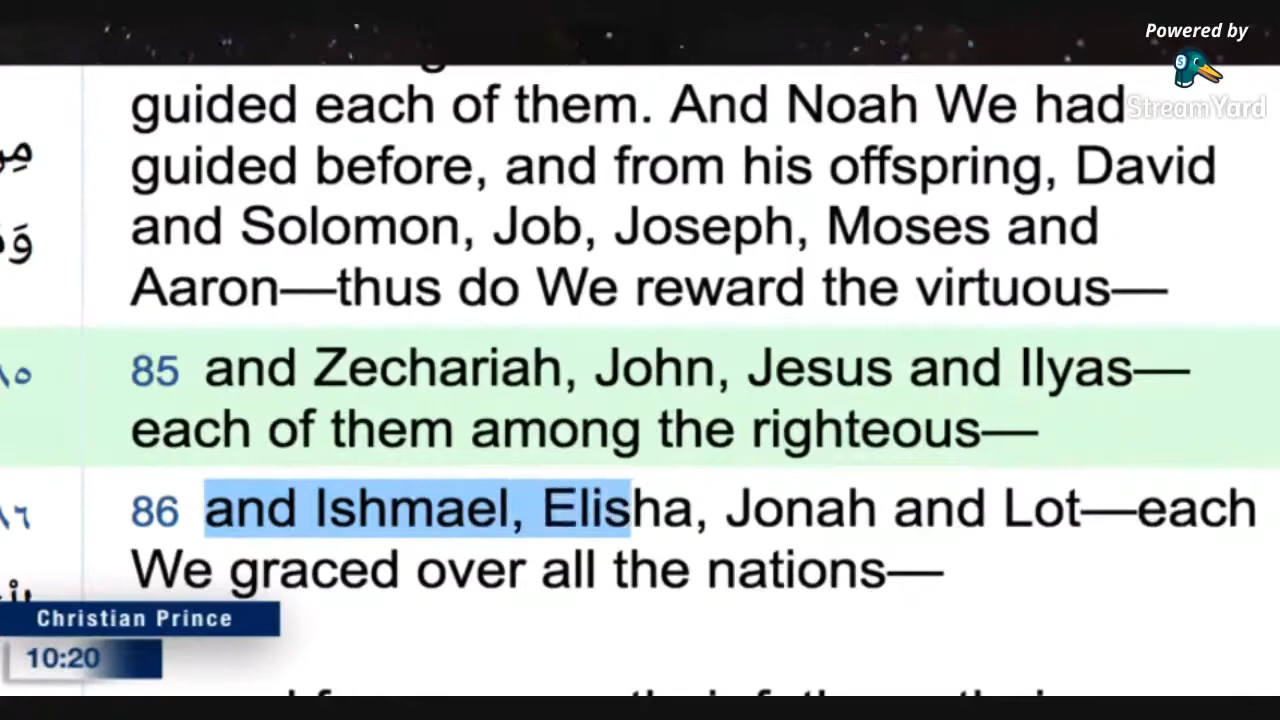 Powered by
StreamYard
guided each of them. And Noah We had
guided before, and from his offspring, David
and Solomon, Job, Joseph, Moses and
Aaron—thus do We reward the virtuous—
85 and Zechariah, John, Jesus and Ilyas—
each of them among the righteous—
86 and Ishmael, Elisha, Jonah and Lot—each
We graced over all the nations—
Christian Prince
10:20